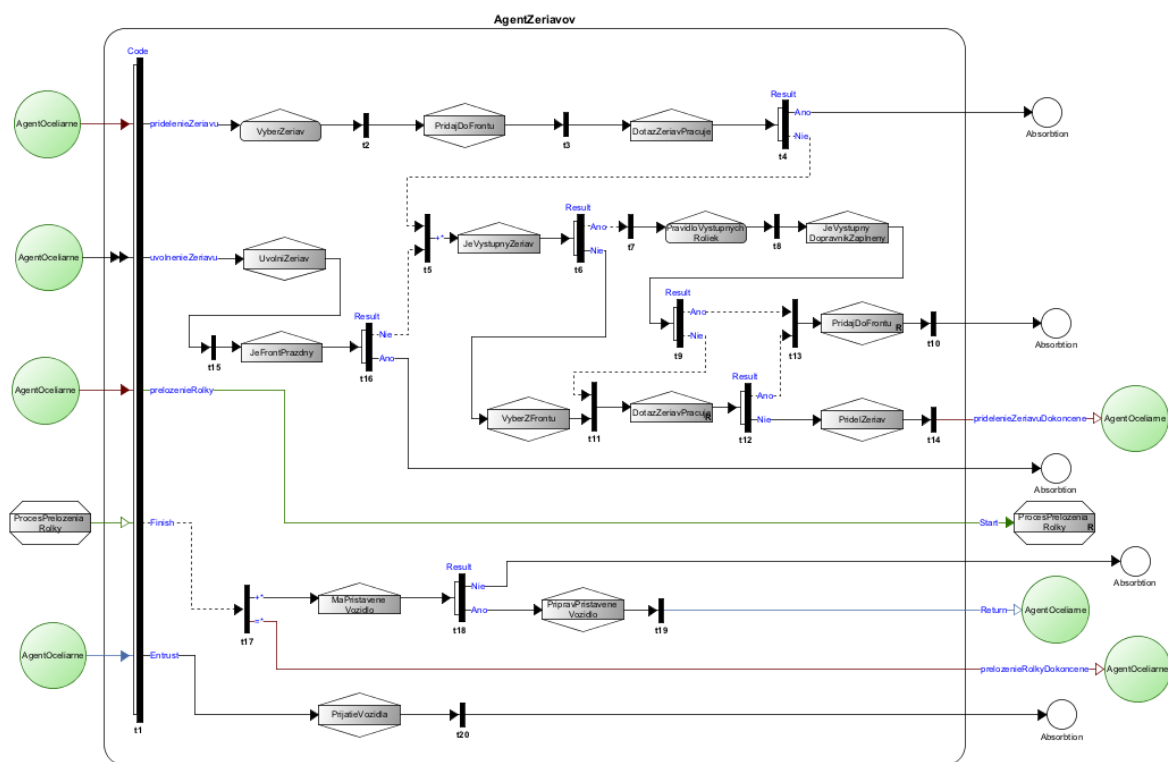 AgentZeriavov
Code
AgentOceliarne
pridelenieZeriavu
VyberZeriav
t2
PridajDoFrontu
t3
DotazZeriavPracuje
Result
Ano
Nie
t4
Absorbtion
AgentOceliarne
uvolnenieZeriavu
UvolniZeriav
t5
+*
JeVystupnyZeriav
Result
Ano
Nie
t6
t7
PravidloVystupnych
Roliek
t8
JeVystupny
DopravnikZaplneny
t15
JeFrontPrazdny
Result
Nie
Ano
t16
Result
Ano
Nie
t9
t13
PridajDoFrontu
R
t10
Absorbtion
AgentOceliarne
prelozenieRolky
VyberZFrontu
t11
DotazZeriavPracuje
R
Result
Ano
Nie
t12
PridelZeriav
t14
pridelenieZeriavuDokoncene
AgentOceliarne
Absorbtion
ProcesPrelozenia
Rolky
Finish
Start
ProcesPrelozenia
Rolky
R
t17
+*
=*
MaPristavene
Vozidlo
Result
Nie
Ano
t18
PripravPristavene
Vozidlo
t19
Absorbtion
Return
AgentOceliarne
AgentOceliarne
Entrust
prelozenieRolkyDokoncene
AgentOceliarne
t1
PrijatieVozidla
t20
Absorbtion